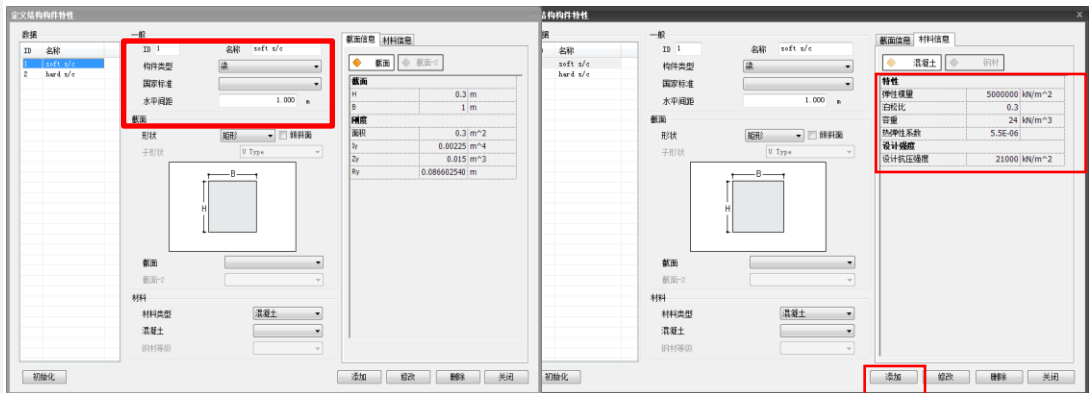 定义结构构件特性
数据
ID 名称
1 soft s/c
2 hard s/c
一般
ID 1 名称 soft s/c
构件类型 梁
国家标准
水平间距 1.000 m
截面
形状 矩形 倾斜面
子形状 U Type
B
H
截面
截面-2
材料
材料类型 混凝土
混凝土
钢材等级
截面信息 材料信息
截面 截面-2
截面
H 0.3 m
B 1 m
刚度
面积 0.3 m^2
Iy 0.00225 m^4
Zy 0.015 m^3
Ry 0.086602540 m
初始化 添加 修改 删除 关闭
结构构件特性 ×
据
名称
soft s/c
hard s/c
一般
ID 1 名称 soft s/c
构件类型 梁
国家标准
水平间距 1.000 m
截面
形状 矩形 倾斜面
子形状 U Type
B
H
截面
截面-2
材料
材料类型 混凝土
混凝土
钢材等级
截面信息 材料信息
混凝土 钢材
特性
弹性模量 5000000 kN/m^2
泊松比 0.3
容重 24 kN/m^3
热弹性系数 5.5E-06
设计强度
设计抗压强度 21000 kN/m^2
初始化 添加 修改 删除 关闭